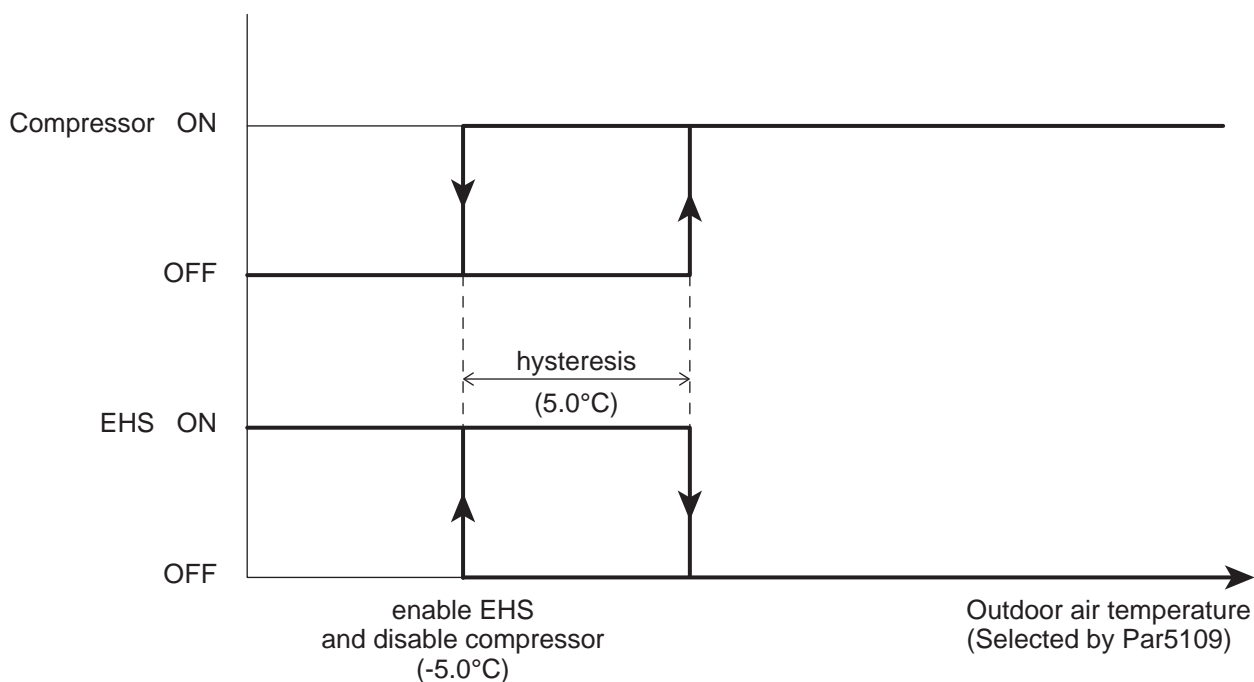 Compressor ON
OFF
hysteresis
(5.0°C)
EHS ON
OFF
enable EHS
and disable compressor
(-5.0°C)
Outdoor air temperature
(Selected by Par5109)